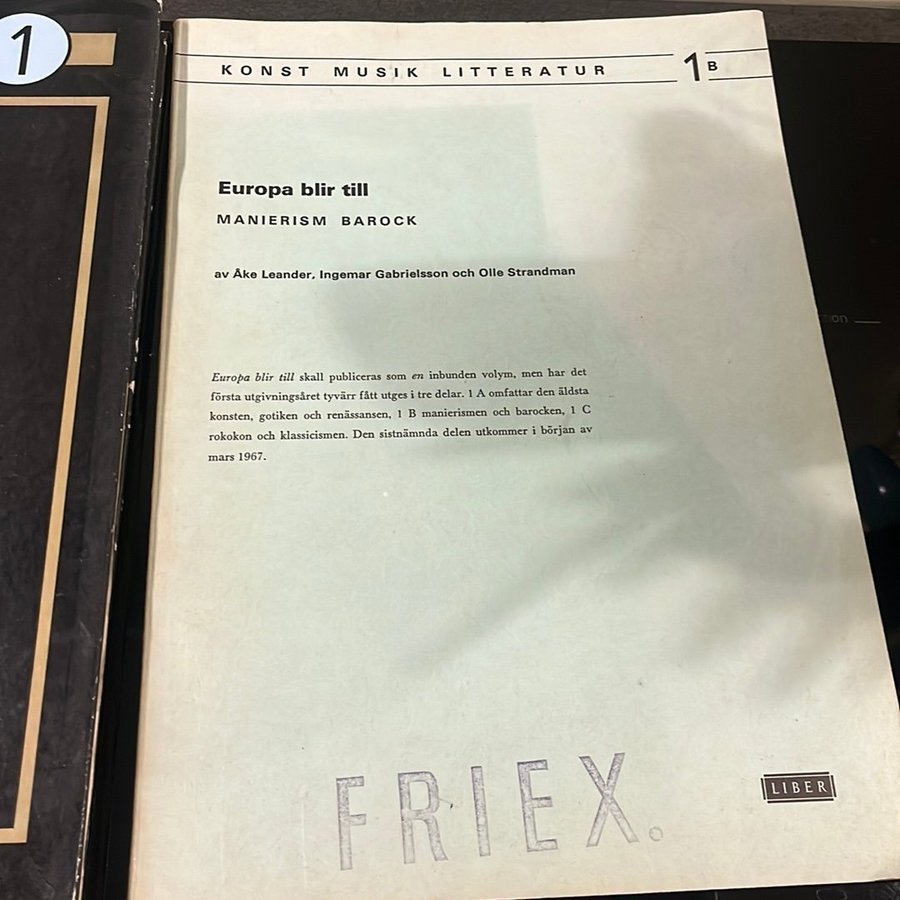 1
KONST MUSIK LITTERATUR
1 B
Europa blir till
MANIERISM BAROCK
av Åke Leander, Ingemar Gabrielsson och Olle Strandman
Europa blir till skall publiceras som en inbunden volym, men har det
första utgivningsåret tyvärr fått utges i tre delar. 1 A omfattar den äldsta
konsten, gotiken och renässansen, 1 B manierismen och barocken, 1 C
rokokon och klassicismen. Den sistnämnda delen utkommer i början av
mars 1967.
LIBER
FRIEX.